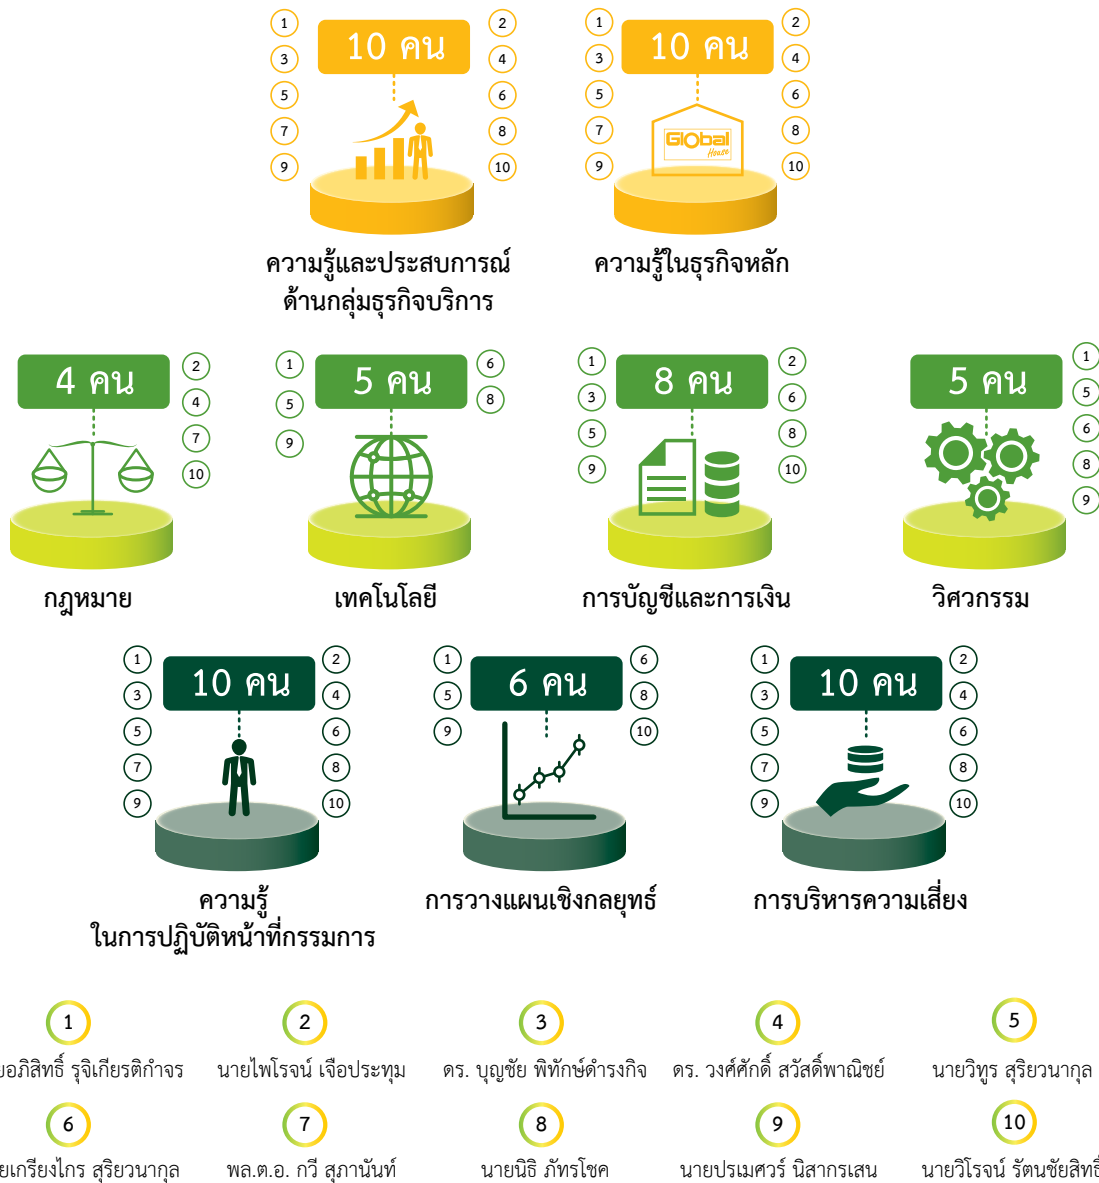 1
3
5
7
9
10 คน
2
4
6
8
10
ความรู้และประสบการณ์
ด้านกลุ่มธุรกิจบริการ
1
3
5
7
9
10 คน
Global
House
2
4
6
8
10
ความรู้ในธุรกิจหลัก
4 คน
2
4
7
10
กฎหมาย
1
5
9
5 คน
6
8
เทคโนโลยี
1
3
5
9
8 คน
2
6
8
10
การบัญชีและการเงิน
5 คน
1
5
6
8
9
วิศวกรรม
1
3
5
7
9
10 คน
2
4
6
8
10
ความรู้
ในการปฏิบัติหน้าที่กรรมการ
1
5
9
6 คน
6
8
10
การวางแผนเชิงกลยุทธ์
1
3
5
7
9
10 คน
2
4
6
8
10
การบริหารความเสี่ยง
1
ยอภิสิทธิ์ รุจิเกียรติกำจร
2
นายไพโรจน์ เจือประทุม
3
ดร. บุญชัย พิทักษ์ดำรงกิจ
4
ดร. วงศ์ศักดิ์ สวัสดิ์พาณิชย์
5
นายวิทูร สุริยวนากุล
6
ยเกรียงไกร สุริยวนากุล
7
พล.ต.อ. กวี สุภานันท์
8
นายนิธิ ภัทรโชค
9
นายปรเมศวร์ นิสากรเสน
10
นายวิโรจน์ รัตนชัยสิทธิ์